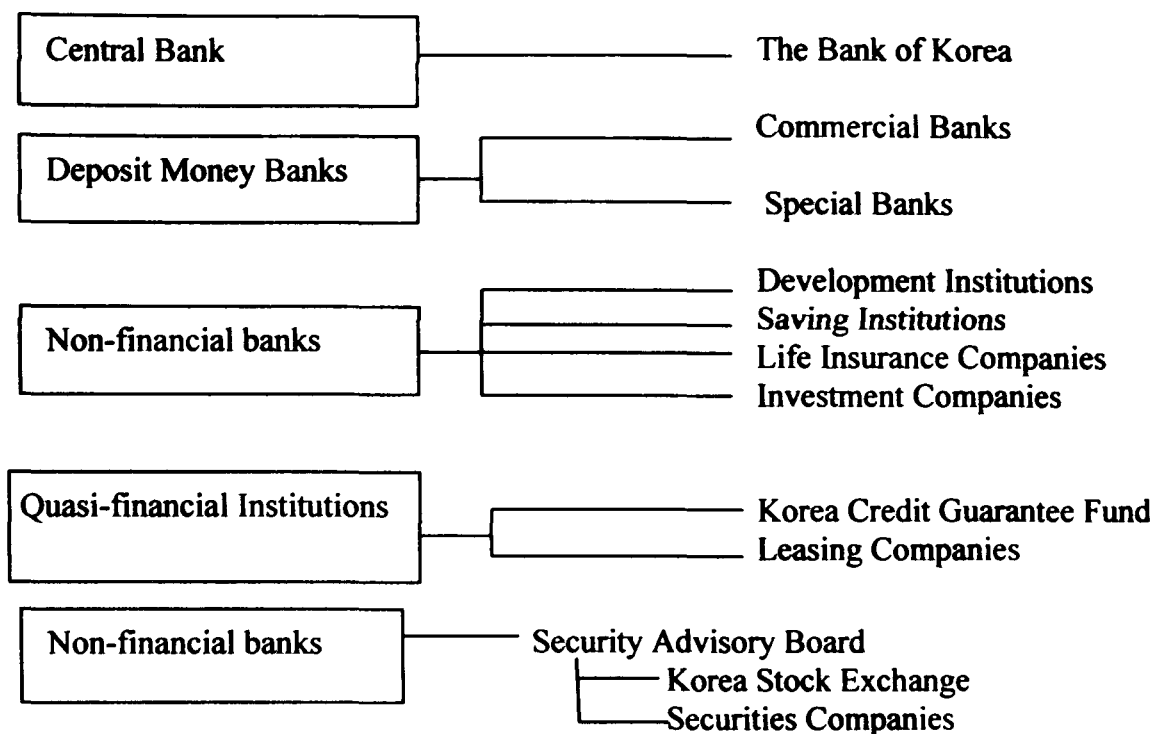 Central Bank
The Bank of Korea
Deposit Money Banks
Commercial Banks
Special Banks
Non-financial banks
Development Institutions
Saving Institutions
Life Insurance Companies
Investment Companies
Quasi-financial Institutions
Korea Credit Guarantee Fund
Leasing Companies
Non-financial banks
Security Advisory Board
Korea Stock Exchange
Securities Companies